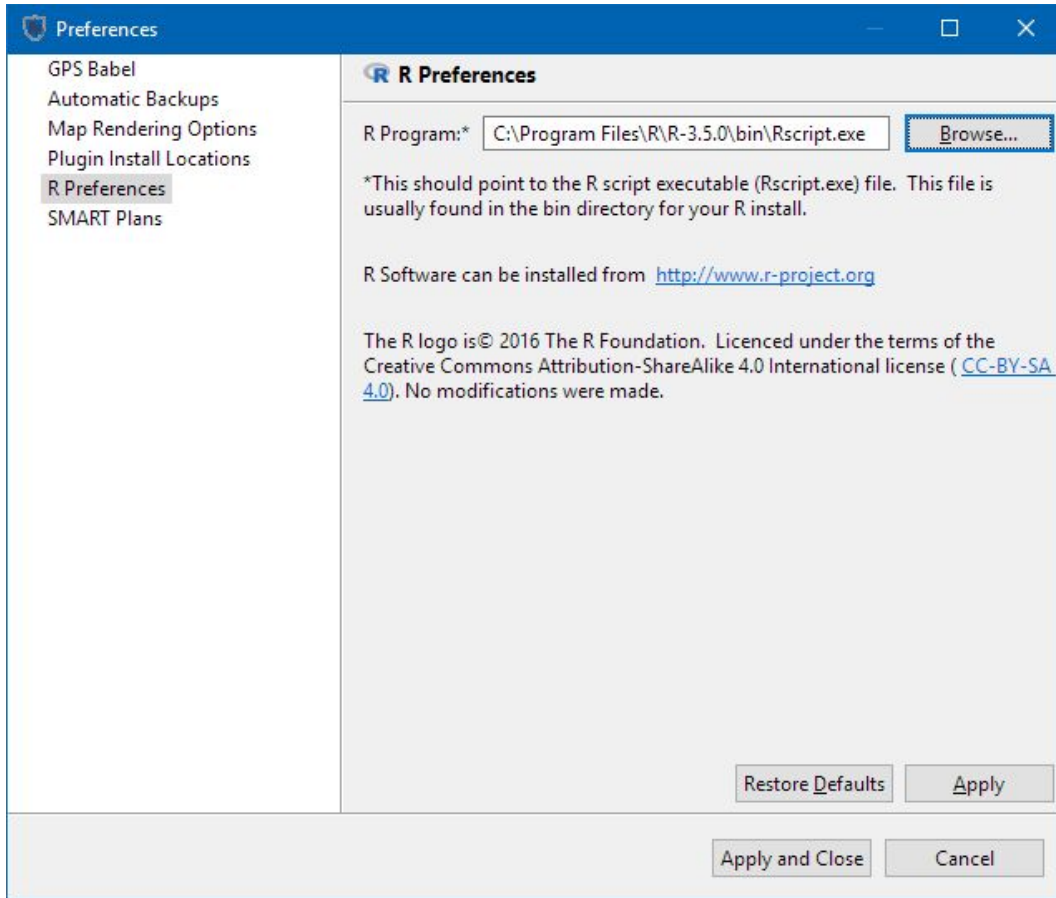 Preferences
GPS Babel
Automatic Backups
Map Rendering Options
Plugin Install Locations
R Preferences
SMART Plans
R R Preferences
R Program:* C:\Program Files\R\R-3.5.0\bin\Rscript.exe Browse...
*This should point to the R script executable (Rscript.exe) file. This file is
usually found in the bin directory for your R install.
R Software can be installed from http://www.r-project.org
The R logo is© 2016 The R Foundation. Licenced under the terms of the
Creative Commons Attribution-ShareAlike 4.0 International license ( CC-BY-SA
4.0). No modifications were made.
Restore Defaults Apply
Apply and Close Cancel